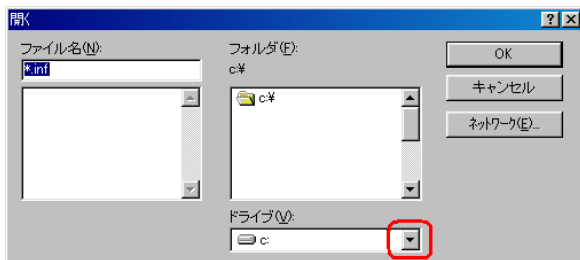 開く
ファイル名(N):
*.inf
フォルダ(F):
c:¥
c:¥
ドライブ(V):
c:
OK
キャンセル
ネットワーク(E)...